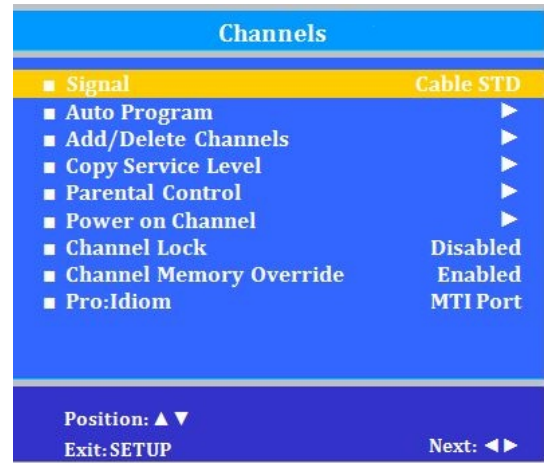 Channels
■ Signal Cable STD
■ Auto Program ▶
■ Add/Delete Channels ▶
■ Copy Service Level ▶
■ Parental Control ▶
■ Power on Channel ▶
■ Channel Lock Disabled
■ Channel Memory Override Enabled
■ Pro:Idiom MTI Port
Position: ▲ ▼
Exit: SETUP Next: ◀ ▶